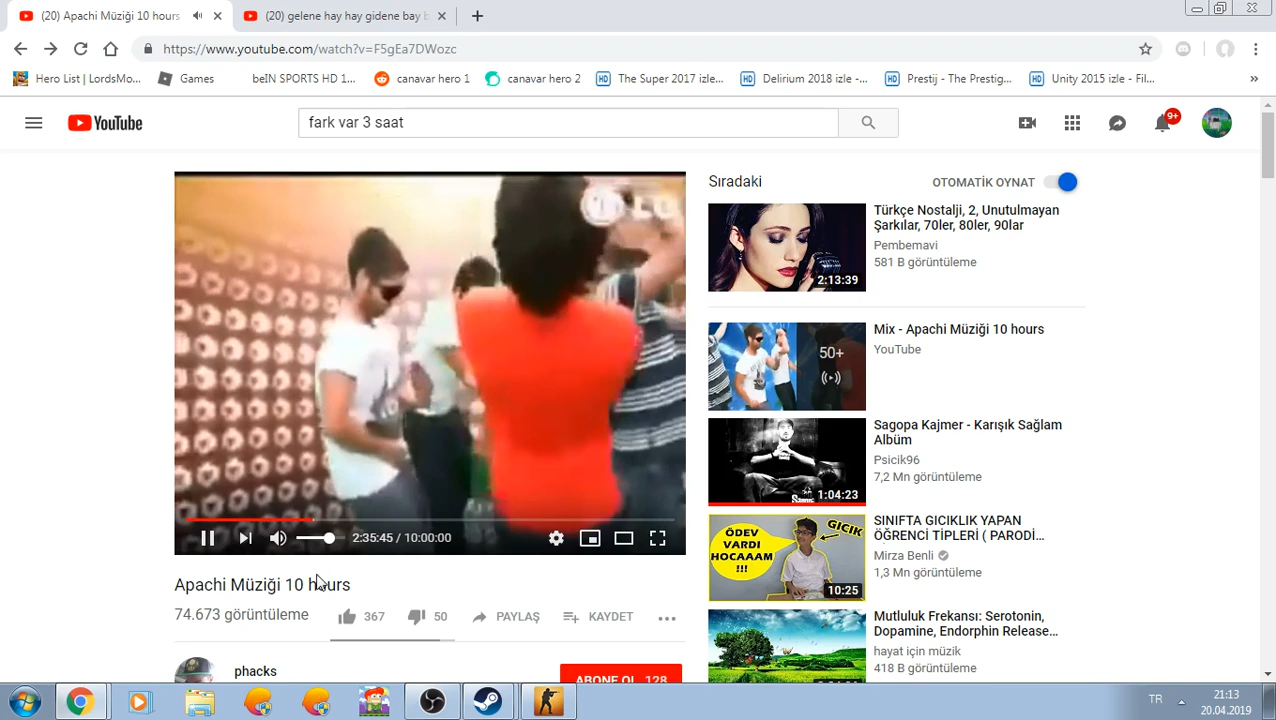 (20) Apachi Müziği 10 hours
(20) gelene hay hay gidene bay b
https://www.youtube.com/watch?v=F5gEa7DWozc
Hero List | LordsMo...
Games
beIN SPORTS HD 1...
canavar hero 1
canavar hero 2
HD
The Super 2017 izle...
HD
Delirium 2018 izle -...
HD
Prestij - The Prestig...
HD
Unity 2015 izle - Fil...
»
YouTube
fark var 3 saat
9+
LG
2:35:45 / 10:00:00
Apachi Müziği 10 hours
74.673 görüntüleme
367
50
PAYLAŞ
KAYDET
phacks
ABONE OL 128
Sıradaki
OTOMATİK OYNAT
2:13:39
Türkçe Nostalji, 2, Unutulmayan
Şarkılar, 70ler, 80ler, 90lar
Pembemavi
581 B görüntüleme
50+
Mix - Apachi Müziği 10 hours
YouTube
1:04:23
Sagopa Kajmer - Karışık Sağlam
Albüm
Psicik96
7,2 Mn görüntüleme
ÖDEV
VARDI
HOCAAAM
!!!
GICIK
10:25
SINIFTA GICIKLIK YAPAN
ÖĞRENCİ TİPLERİ ( PARODİ...
Mirza Benli
1,3 Mn görüntüleme
Mutluluk Frekansı: Serotonin,
Dopamine, Endorphin Release...
hayat için müzik
418 B görüntüleme
TR
21:13
20.04.2019